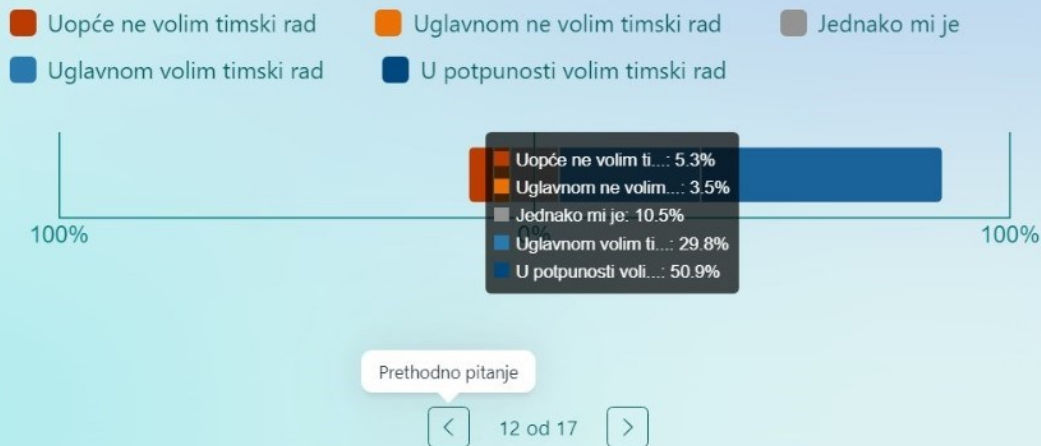 Uopće ne volim timski rad Uglavnom ne volim timski rad Jednako mi je
Uglavnom volim timski rad U potpunosti volim timski rad
Uopće ne volim ti...: 5.3%
Uglavnom ne volim...: 3.5%
Jednako mi je: 10.5%
Uglavnom volim ti...: 29.8%
U potpunosti voli...: 50.9%
100% 0% 100%
Prethodno pitanje
12 od 17